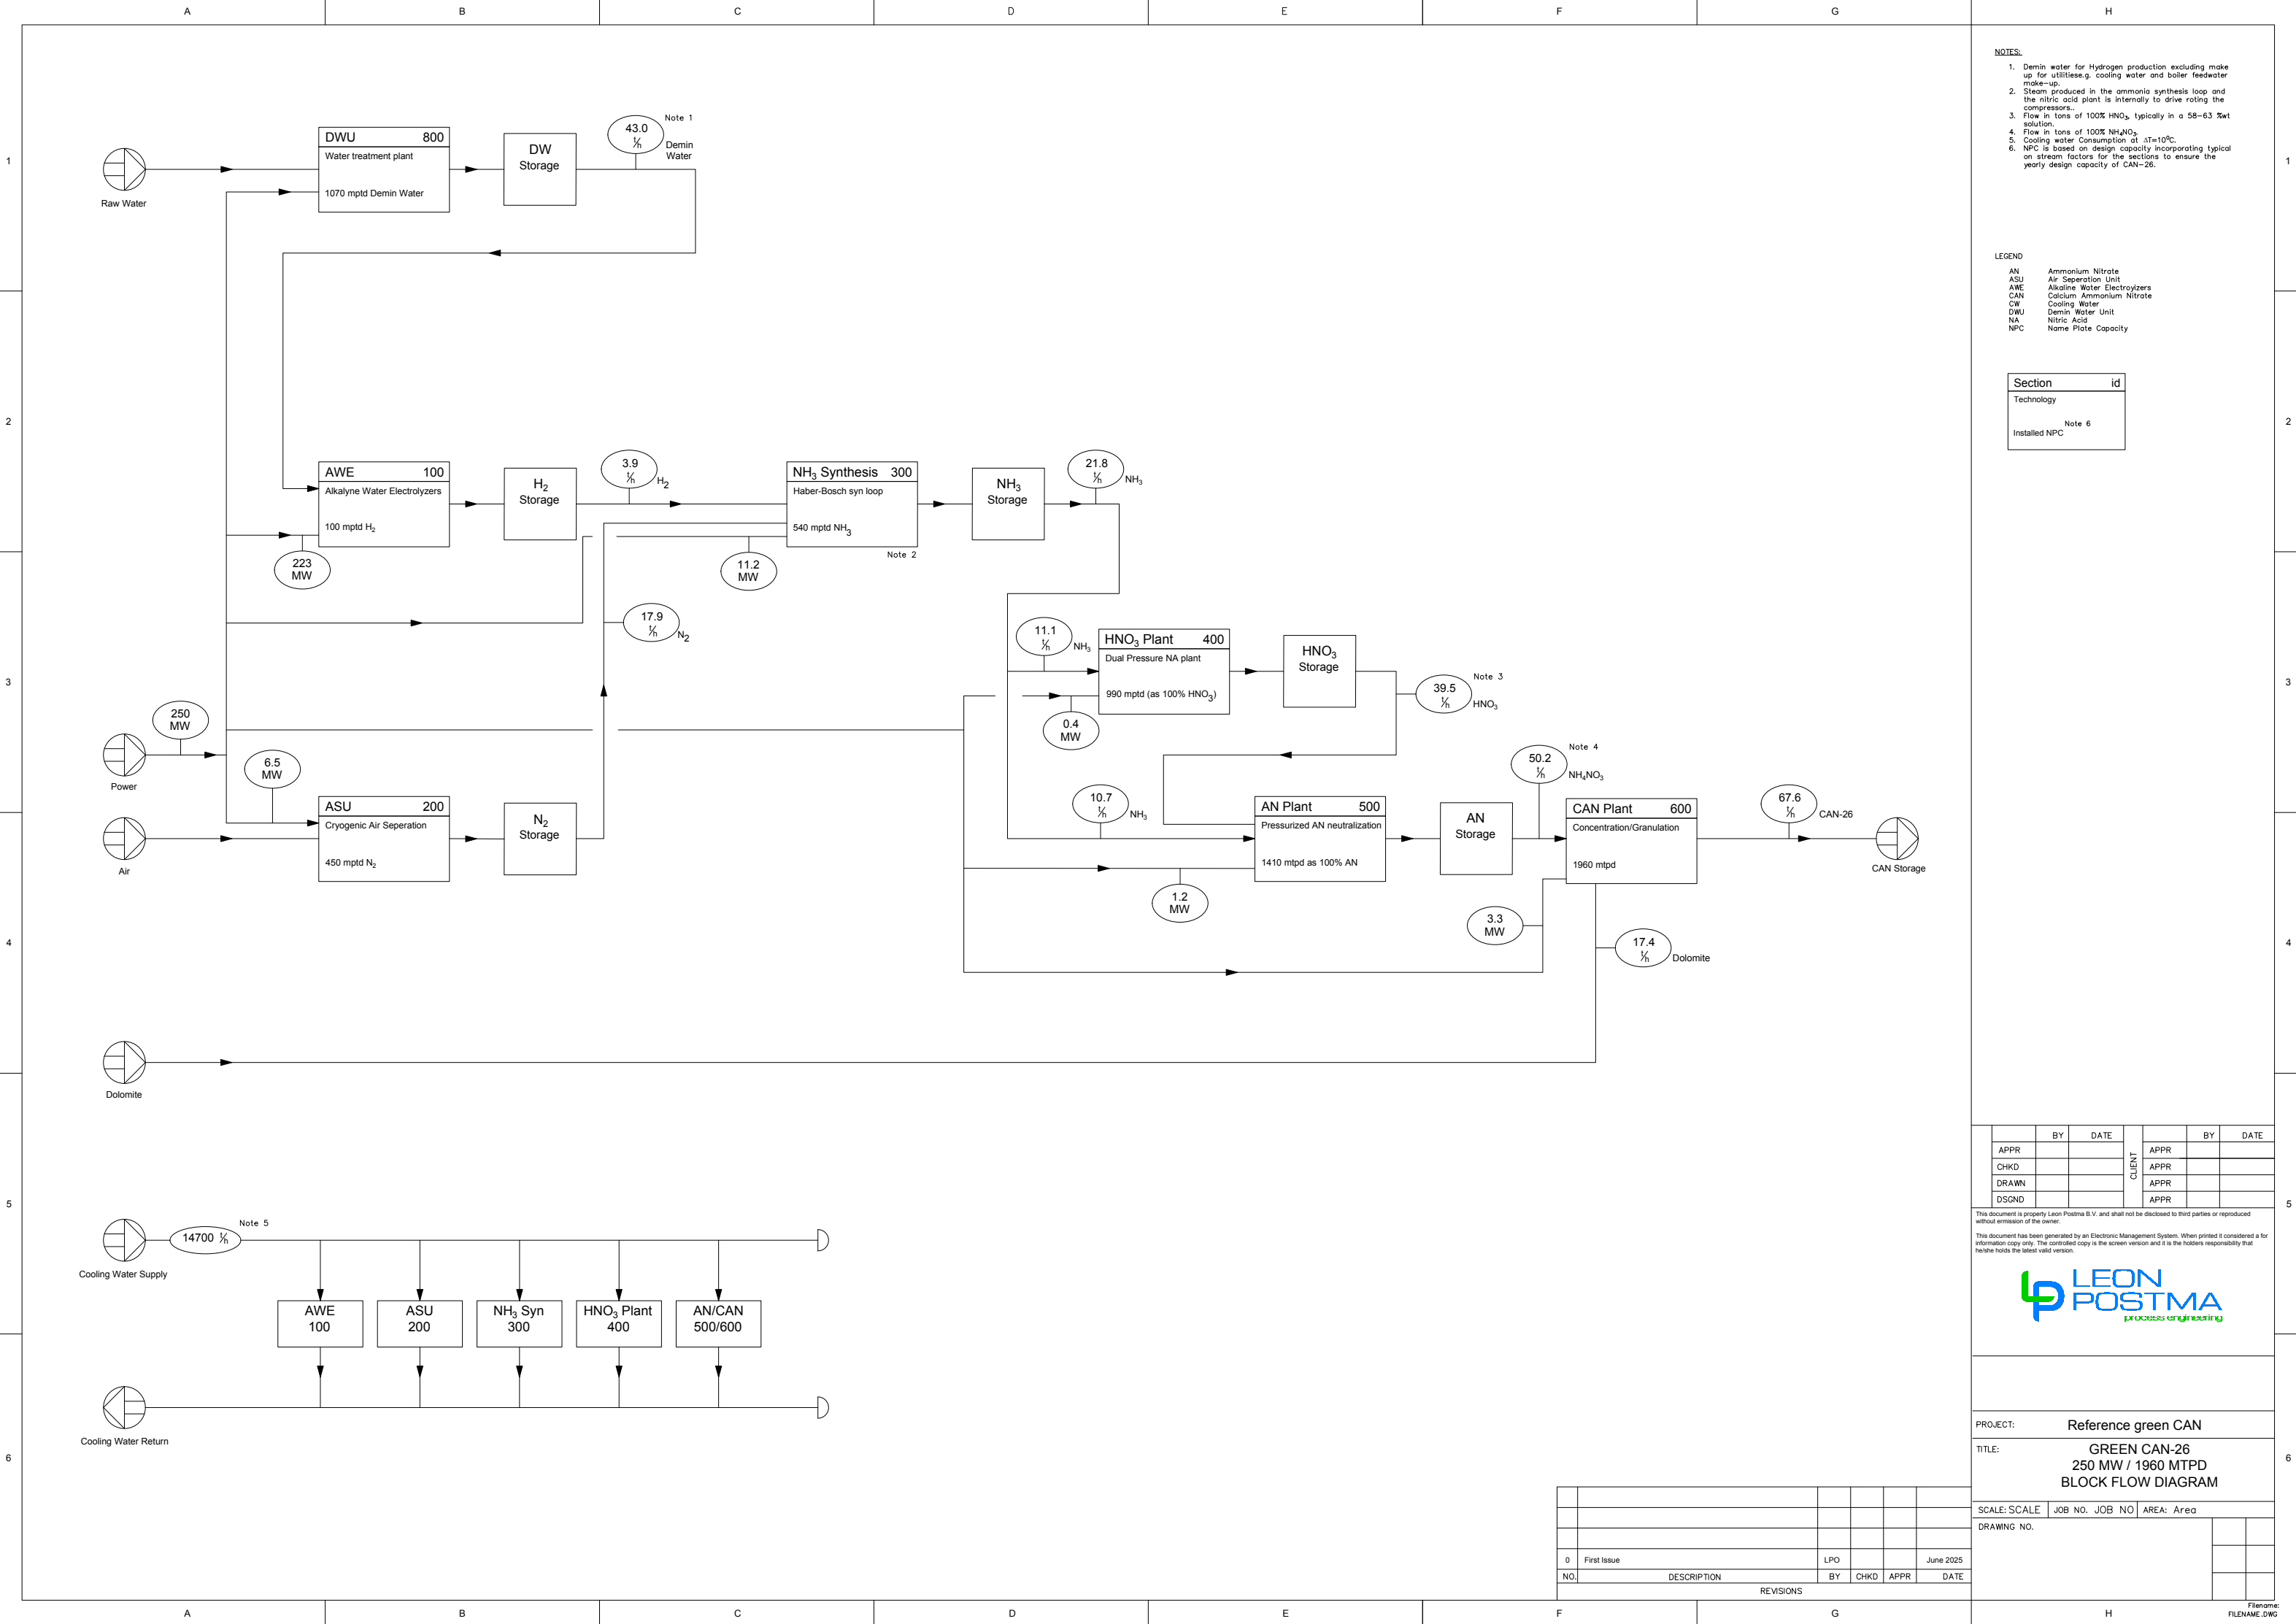 A B C D E F G H
NOTES:
1. Demin water for Hydrogen production excluding make
up for utilitiese.g. cooling water and boiler feedwater
make-up.
2. Steam produced in the ammonia synthesis loop and
the nitric acid plant is internally to drive roting the
compressors..
3. Flow in tons of 100% HNO3, typically in a 58-63 %wt
solution.
4. Flow in tons of 100% NH4NO3.
5. Cooling water Consumption at ΔT=10⁰C.
6. NPC is based on design capacity incorporating typical
on stream factors for the sections to ensure the
yearly design capacity of CAN-26.
LEGEND
AN Ammonium Nitrate
ASU Air Seperation Unit
AWE Alkaline Water Electroyizers
CAN Calcium Ammonium Nitrate
CW Cooling Water
DWU Demin Water Unit
NA Nitric Acid
NPC Name Plate Capacity
Section id
Technology
Note 6
Installed NPC
1
1
2
2
3
3
4
4
5
5
6
6
Raw Water
DWU 800
Water treatment plant
1070 mptd Demin Water
DW
Storage
43.0
t/h
Note 1
Demin
Water
AWE 100
Alkalyne Water Electrolyzers
100 mptd H2
223
MW
H2
Storage
3.9
t/h
H2
NH3 Synthesis 300
Haber-Bosch syn loop
540 mptd NH3
Note 2
11.2
MW
NH3
Storage
21.8
t/h
NH3
17.9
t/h
N2
11.1
t/h
NH3
HNO3 Plant 400
Dual Pressure NA plant
990 mptd (as 100% HNO3)
0.4
MW
HNO3
Storage
39.5
t/h
Note 3
HNO3
250
MW
Power
6.5
MW
Air
ASU 200
Cryogenic Air Seperation
450 mptd N2
N2
Storage
10.7
t/h
NH3
AN Plant 500
Pressurized AN neutralization
1410 mtpd as 100% AN
1.2
MW
AN
Storage
50.2
t/h
Note 4
NH4NO3
CAN Plant 600
Concentration/Granulation
1960 mtpd
67.6
t/h
CAN-26
CAN Storage
3.3
MW
17.4
t/h
Dolomite
Dolomite
Cooling Water Supply
14700 t/h
Note 5
AWE
100
ASU
200
NH3 Syn
300
HNO3 Plant
400
AN/CAN
500/600
Cooling Water Return
BY DATE BY DATE
APPR APPR
CHKD APPR
DRAWN APPR
DSGND APPR
CLIENT
This document is property Leon Postma B.V. and shall not be disclosed to third parties or reproduced
without ermission of the owner.
This document has been generated by an Electronic Management System. When printed it considered a for
information copy only. The controlled copy is the screen version and it is the holders responsibility that
he/she holds the latest valid version.
LP
LEON
POSTMA
process engineering
PROJECT: Reference green CAN
TITLE: GREEN CAN-26
250 MW / 1960 MTPD
BLOCK FLOW DIAGRAM
SCALE: SCALE JOB NO. JOB NO AREA: Area
DRAWING NO.
0 First Issue LPO June 2025
NO. DESCRIPTION BY CHKD APPR DATE
REVISIONS
A B C D E F G H
Filename:
FILENAME.DWG